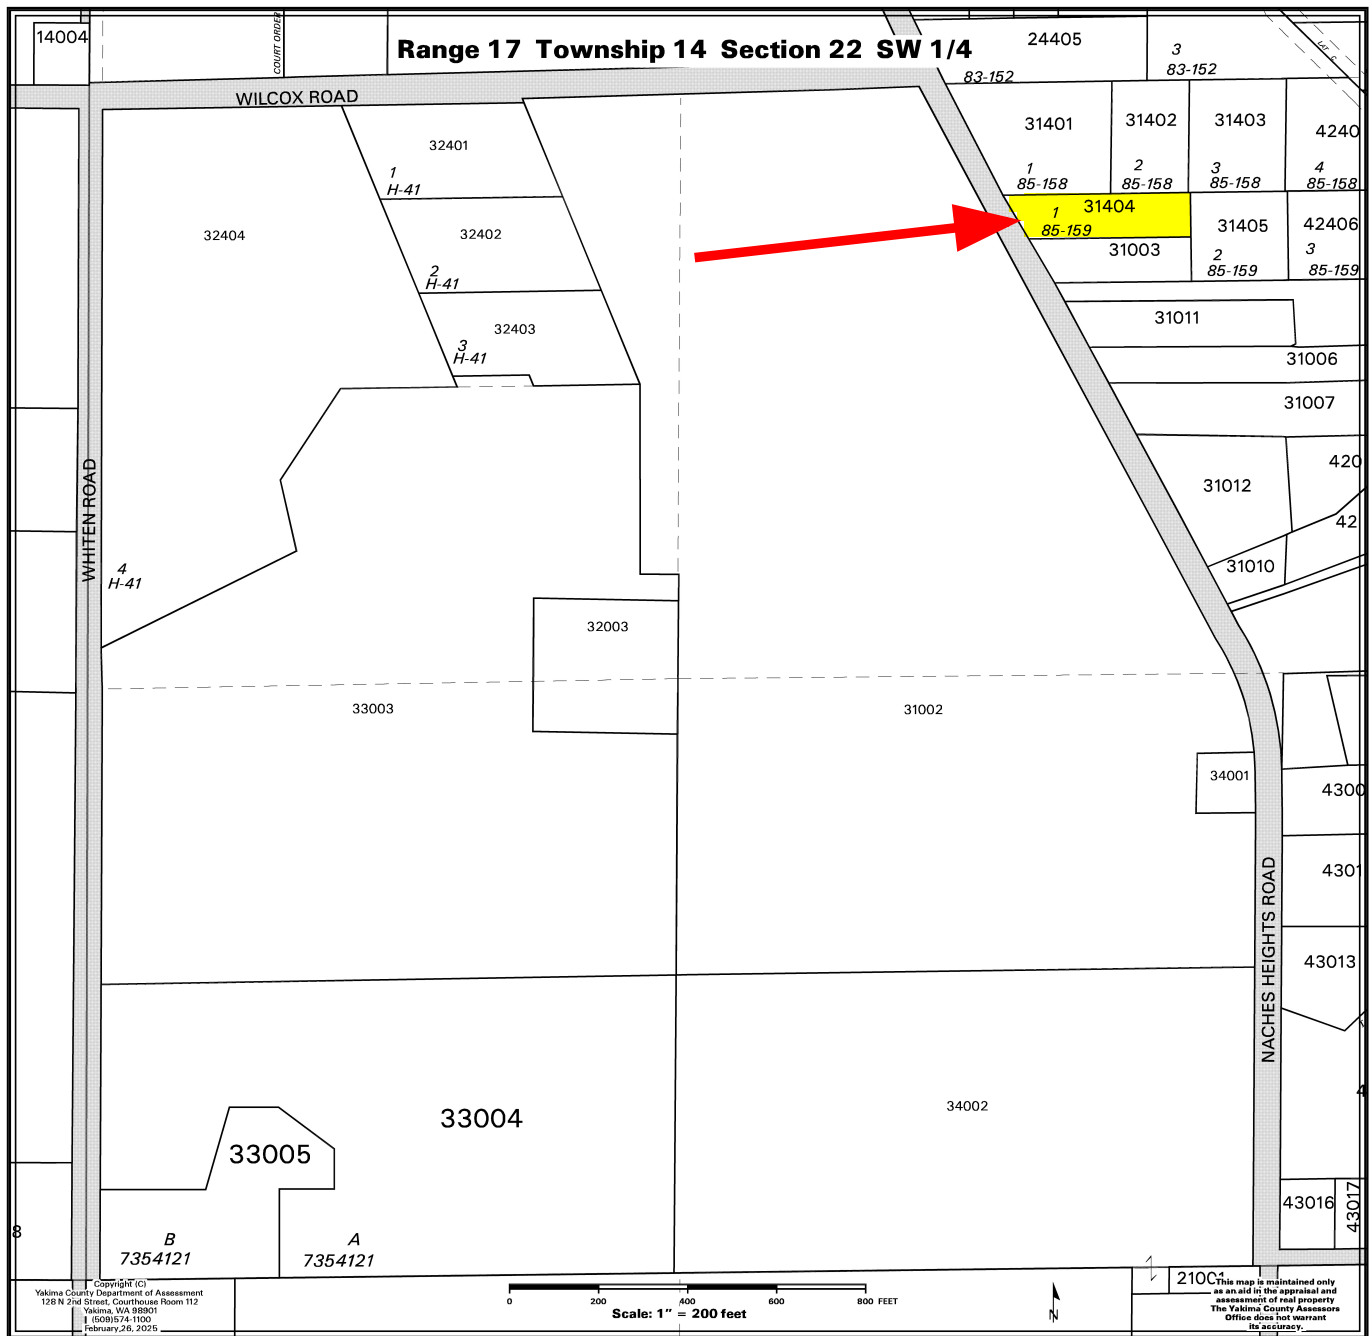 Range 17 Township 14 Section 22 SW 1/4
14004
COURT ORDER
24405
83-152
3
83-152
LAT
WILCOX ROAD
31401
1
85-158
31402
2
85-158
31403
3
85-158
4240
4
85-158
32401
1
H-41
32404
32402
2
H-41
32403
3
H-41
31404
1
85-159
31003
31405
2
85-159
42406
3
85-159
31011
31006
31007
31012
420
42
31010
WHITEN ROAD
4
H-41
32003
33003
31002
34001
4300
4301
43013
NACHES HEIGHTS ROAD
33004
34002
33005
4
43016
43017
8
B
7354121
A
7354121
21001
Copyright (C)
Yakima County Department of Assessment
128 N 2nd Street, Courthouse Room 112
Yakima, WA 98901
(509)574-1100
February,26, 2025
0 200 400 600 800 FEET
Scale: 1" = 200 feet
N
This map is maintained only
as an aid in the appraisal and
assessment of real property
The Yakima County Assessors
Office does not warrant
its accuracy.